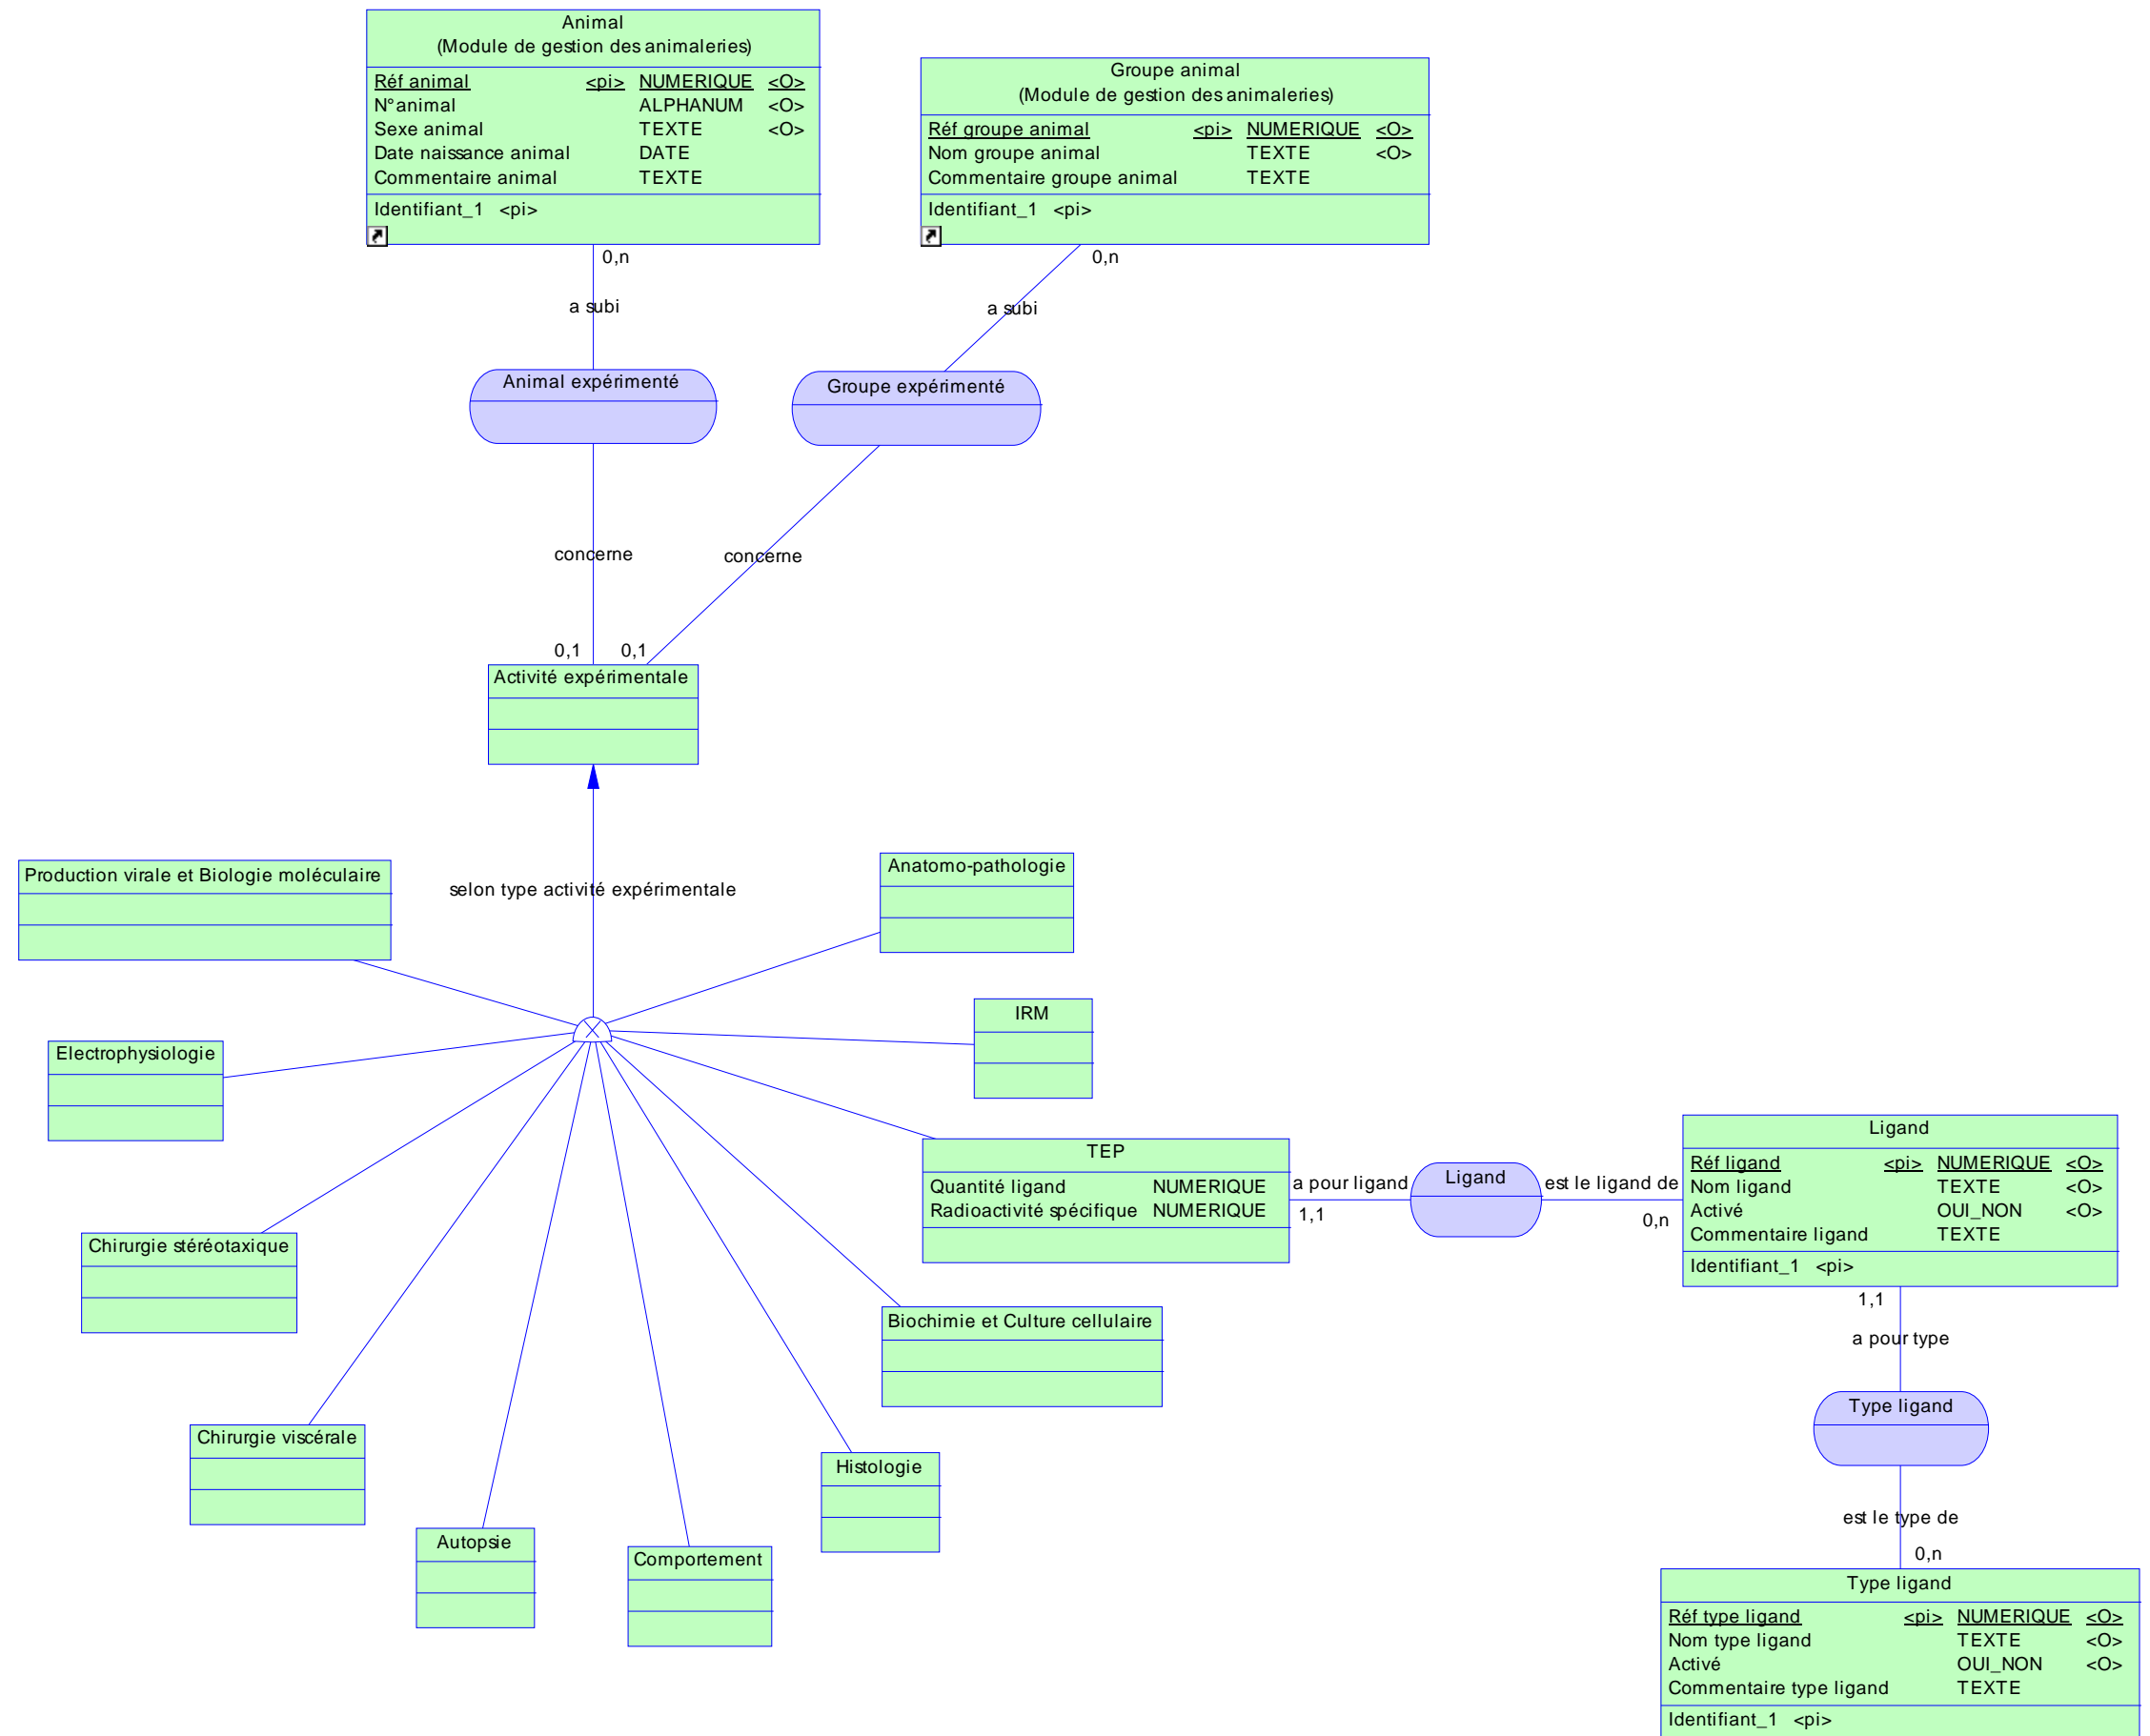 Animal
(Module de gestion des animaleries)
Réf animal <pi> NUMERIQUE <O>
N° animal ALPHANUM <O>
Sexe animal TEXTE <O>
Date naissance animal DATE
Commentaire animal TEXTE
Identifiant_1 <pi>
Groupe animal
(Module de gestion des animaleries)
Réf groupe animal <pi> NUMERIQUE <O>
Nom groupe animal TEXTE <O>
Commentaire groupe animal TEXTE
Identifiant_1 <pi>
0,n
0,n
a subi
a subi
Animal expérimenté
Groupe expérimenté
concerne
concerne
0,1
0,1
Activité expérimentale
selon type activité expérimentale
Production virale et Biologie moléculaire
Anatomo-pathologie
Electrophysiologie
IRM
TEP
Quantité ligand NUMERIQUE
Radioactivité spécifique NUMERIQUE
a pour ligand
1,1
Ligand
est le ligand de
0,n
Ligand
Réf ligand <pi> NUMERIQUE <O>
Nom ligand TEXTE <O>
Activé OUI_NON <O>
Commentaire ligand TEXTE
Identifiant_1 <pi>
1,1
a pour type
Type ligand
est le type de
0,n
Type ligand
Réf type ligand <pi> NUMERIQUE <O>
Nom type ligand TEXTE <O>
Activé OUI_NON <O>
Commentaire type ligand TEXTE
Identifiant_1 <pi>
Chirurgie stéréotaxique
Biochimie et Culture cellulaire
Chirurgie viscérale
Histologie
Autopsie
Comportement